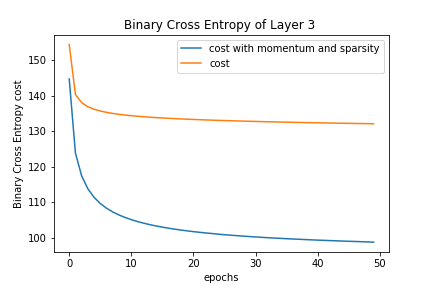 Binary Cross Entropy of Layer 3
Binary Cross Entropy cost
150
140
130
120
110
100
cost with momentum and sparsity
cost
0
10
20
30
40
50
epochs